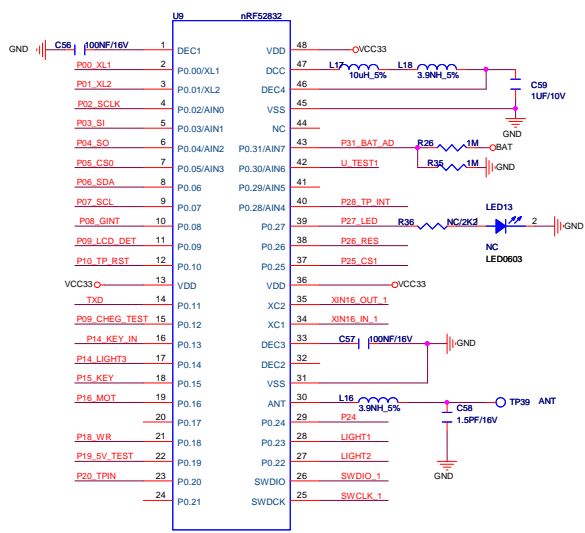 U9 nRF52832
GND C56 100NF/16V 1 DEC1 VDD 48 VCC33
P00_XL1 2 P0.00/XL1 DCC 47 L17 10uH_5% L18 3.9NH_5%
P01_XL2 3 P0.01/XL2 DEC4 46 C59 1UF/10V
P02_SCLK 4 P0.02/AIN0 VSS 45 GND
P03_SI 5 P0.03/AIN1 NC 44
P04_SO 6 P0.04/AIN2 P0.31/AIN7 43 P31_BAT_AD R26 1M BAT
P05_CS0 7 P0.05/AIN3 P0.30/AIN6 42 U_TEST1 R35 1M GND
P06_SDA 8 P0.06 P0.29/AIN5 41
P07_SCL 9 P0.07 P0.28/AIN4 40 P28_TP_INT
P08_GINT 10 P0.08 P0.27 39 P27_LED R36 NC/2K2 1 LED13 2 GND
P09_LCD_DET 11 P0.09 P0.26 38 P26_RES NC
P10_TP_RST 12 P0.10 P0.25 37 P25_CS1 LED0603
VCC33 13 VDD VDD 36 VCC33
TXD 14 P0.11 XC2 35 XIN16_OUT_1
P09_CHEG_TEST 15 P0.12 XC1 34 XIN16_IN_1
P14_KEY_IN 16 P0.13 DEC3 33 C57 100NF/16V GND
P14_LIGHT3 17 P0.14 DEC2 32
P15_KEY 18 P0.15 VSS 31
P16_MOT 19 P0.16 ANT 30 L16 3.9NH_5% TP39 ANT
20 P0.17 P0.24 29 P24 C58 1.5PF/16V
P18_WR 21 P0.18 P0.23 28 LIGHT1
P19_5V_TEST 22 P0.19 P0.22 27 LIGHT2
P20_TPIN 23 P0.20 SWDIO 26 SWDIO_1 GND
24 P0.21 SWDCK 25 SWCLK_1